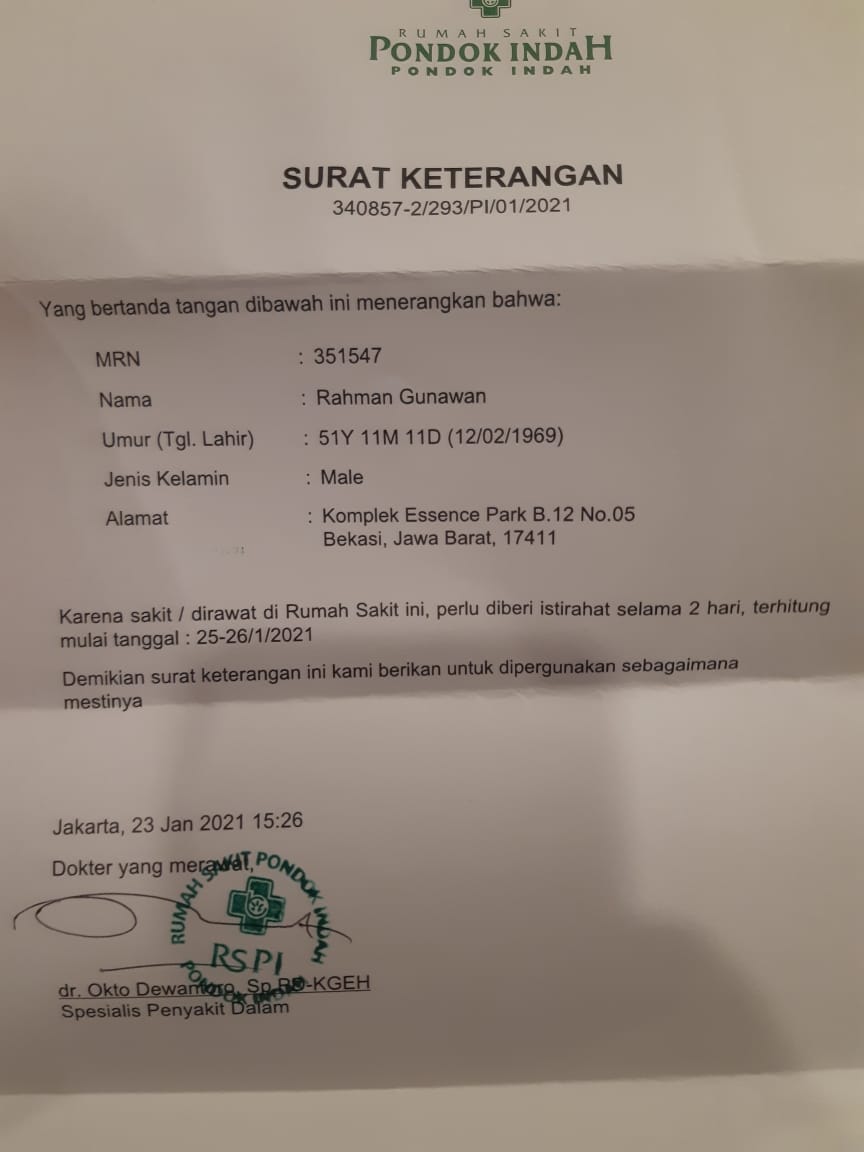 RUMAH SAKIT
PONDOK INDAH
PONDOK INDAH
SURAT KETERANGAN
340857-2/293/PI/01/2021
Yang bertanda tangan dibawah ini menerangkan bahwa:
MRN : 351547
Nama : Rahman Gunawan
Umur (Tgl. Lahir) : 51Y 11M 11D (12/02/1969)
Jenis Kelamin : Male
Alamat : Komplek Essence Park B.12 No.05
Bekasi, Jawa Barat, 17411
Karena sakit / dirawat di Rumah Sakit ini, perlu diberi istirahat selama 2 hari, terhitung
mulai tanggal : 25-26/1/2021
Demikian surat keterangan ini kami berikan untuk dipergunakan sebagaimana
mestinya
Jakarta, 23 Jan 2021 15:26
Dokter yang merawat,
RUMAH SAKIT PONDOK INDAH
RSPI
PONDOK INDAH
dr. Okto Dewantoro, Sp.PD-KGEH
Spesialis Penyakit Dalam